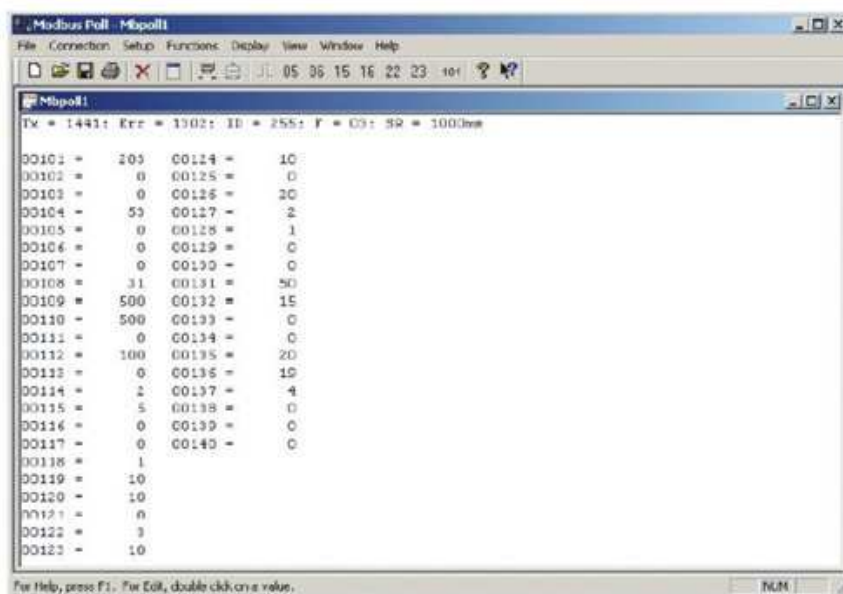 Modbus Poll - Mbpoll1
File Connection Setup Functions Display View Window Help
05 06 15 16 22 23 101
Mbpoll1
Tx = 1441: Err = 1302: ID = 255: F = 03: SR = 1000ms
00101 = 203 00124 = 10
00102 = 0 00125 = 0
00103 = 0 00126 = 20
00104 = 53 00127 = 2
00105 = 0 00128 = 1
00106 = 0 00129 = 0
00107 = 0 00130 = 0
00108 = 31 00131 = 50
00109 = 500 00132 = 15
00110 = 500 00133 = 0
00111 = 0 00134 = 0
00112 = 100 00135 = 20
00113 = 0 00136 = 19
00114 = 2 00137 = 4
00115 = 5 00138 = 0
00116 = 0 00139 = 0
00117 = 0 00140 = 0
00118 = 1
00119 = 10
00120 = 10
00121 = 0
00122 = 3
00123 = 10
For Help, press F1. For Edit, double click on a value. NUM